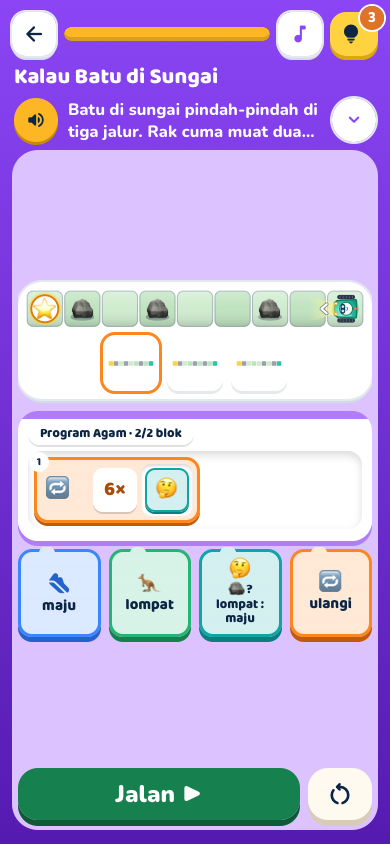 3
Kalau Batu di Sungai
Batu di sungai pindah-pindah di
tiga jalur. Rak cuma muat dua...
Program Agam · 2/2 blok
1
6×
maju
lompat
?
lompat :
maju
ulangi
Jalan